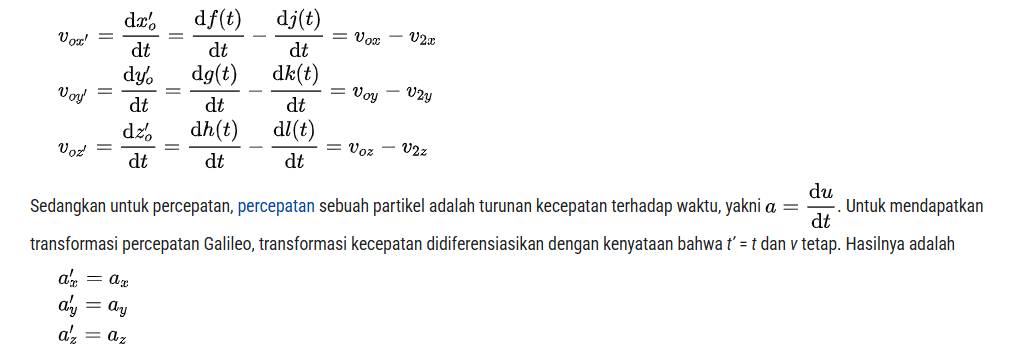 v_{ox'} = \frac{dx'_o}{dt} = \frac{df(t)}{dt} - \frac{dj(t)}{dt} = v_{ox} - v_{2x}
v_{oy'} = \frac{dy'_o}{dt} = \frac{dg(t)}{dt} - \frac{dk(t)}{dt} = v_{oy} - v_{2y}
v_{oz'} = \frac{dz'_o}{dt} = \frac{dh(t)}{dt} - \frac{dl(t)}{dt} = v_{oz} - v_{2z}
Sedangkan untuk percepatan, percepatan sebuah partikel adalah turunan kecepatan terhadap waktu, yakni a = \frac{du}{dt}. Untuk mendapatkan
transformasi percepatan Galileo, transformasi kecepatan didiferensiasikan dengan kenyataan bahwa t' = t dan v tetap. Hasilnya adalah
a'_x = a_x
a'_y = a_y
a'_z = a_z